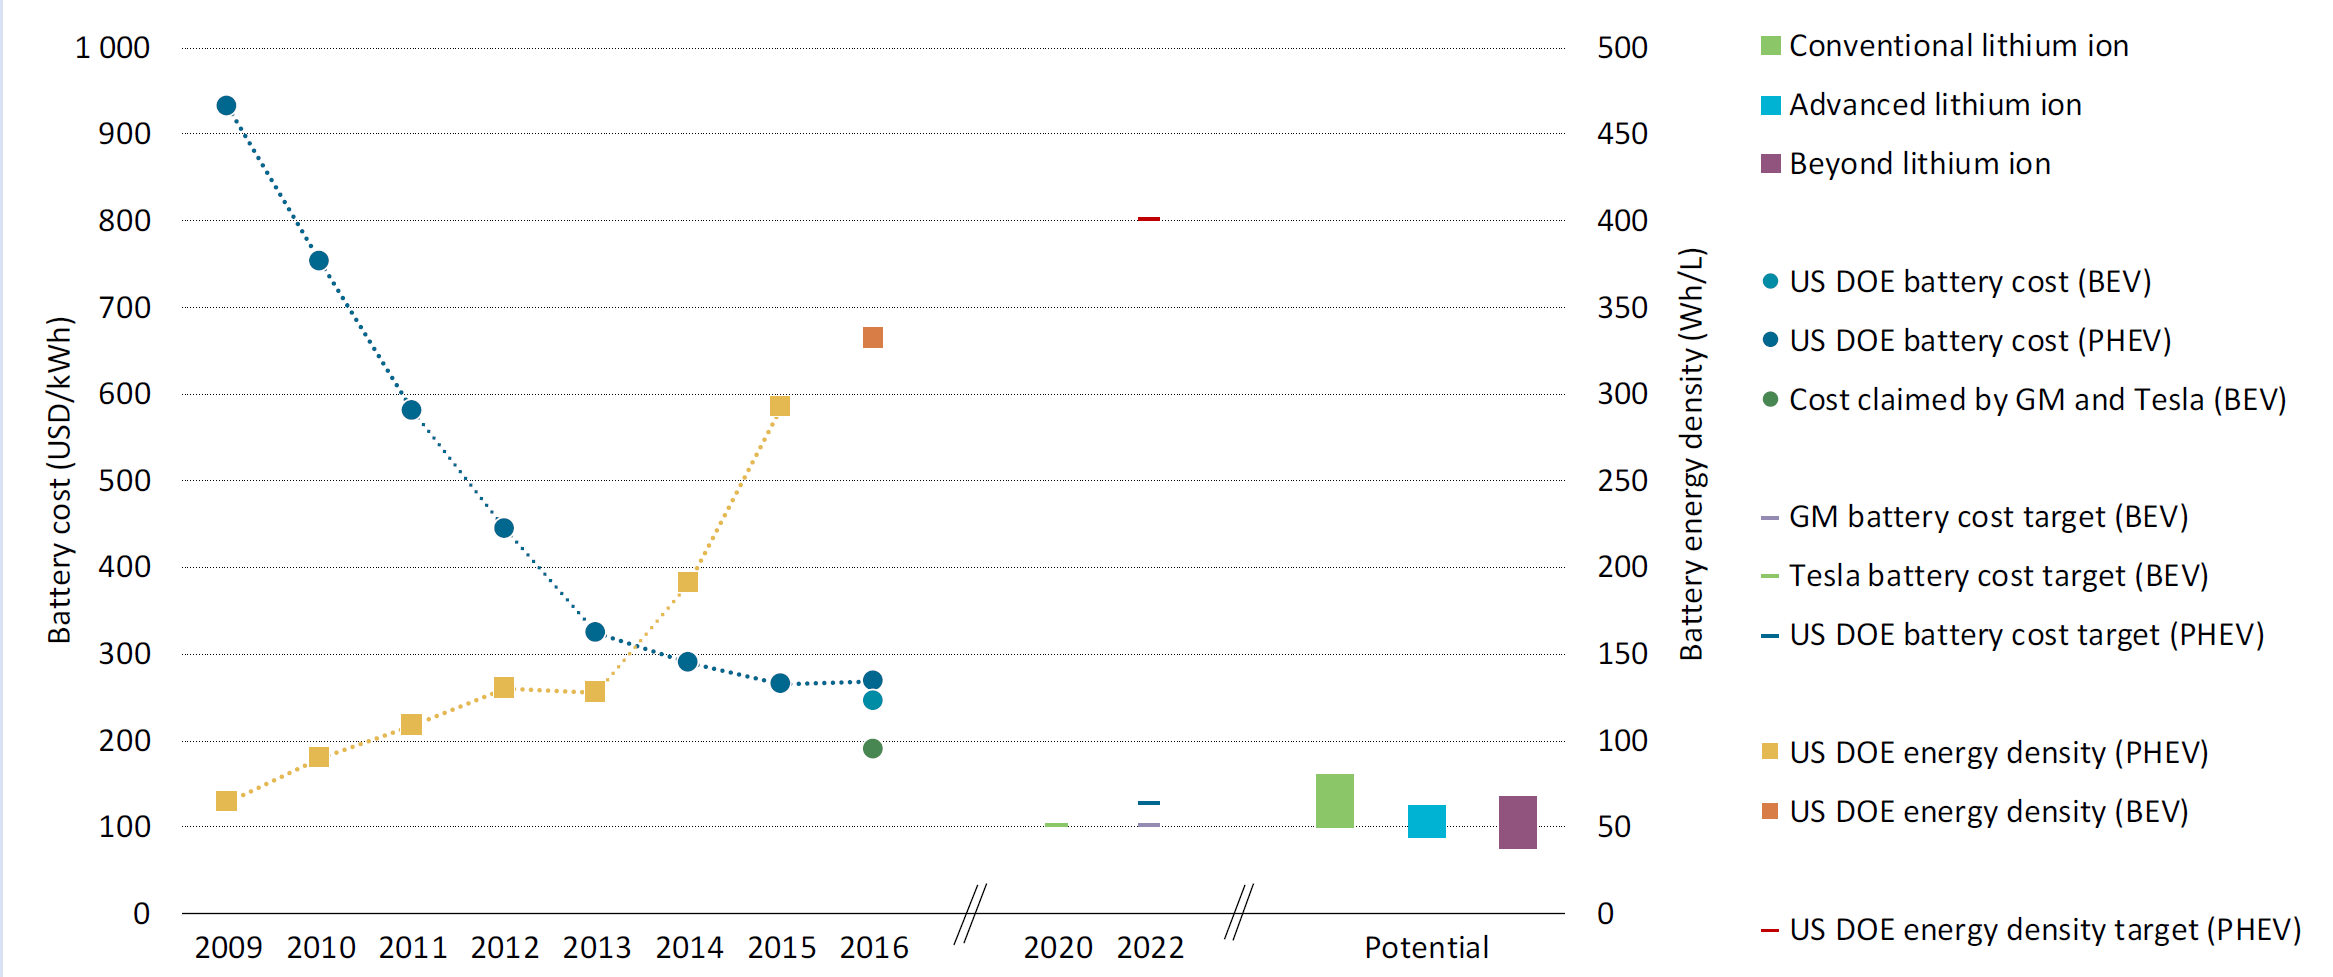 Battery cost (USD/kWh)
1 000
900
800
700
600
500
400
300
200
100
0
2009 2010 2011 2012 2013 2014 2015 2016 2020 2022 Potential
500
450
400
350
300
250
200
150
100
50
0
Battery energy density (Wh/L)
Conventional lithium ion
Advanced lithium ion
Beyond lithium ion
US DOE battery cost (BEV)
US DOE battery cost (PHEV)
Cost claimed by GM and Tesla (BEV)
GM battery cost target (BEV)
Tesla battery cost target (BEV)
US DOE battery cost target (PHEV)
US DOE energy density (PHEV)
US DOE energy density (BEV)
US DOE energy density target (PHEV)